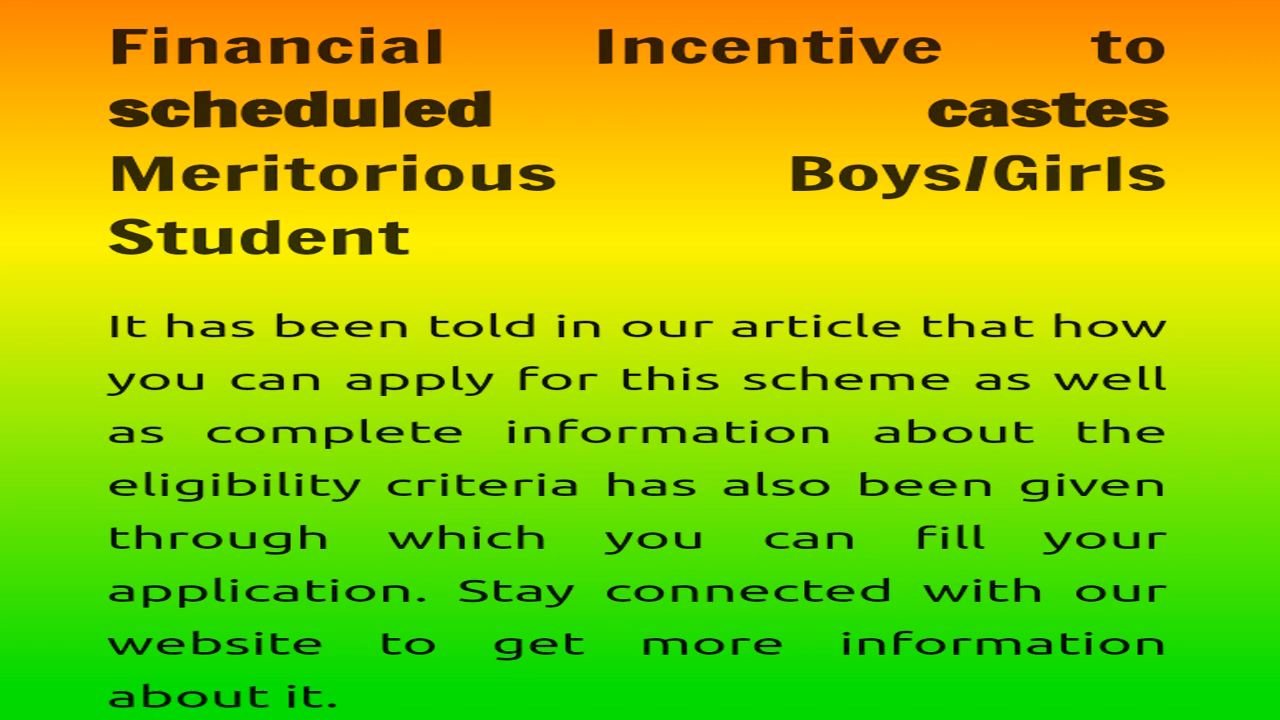 Financial Incentive to
scheduled castes
Meritorious Boys/Girls
Student
It has been told in our article that how
you can apply for this scheme as well
as complete information about the
eligibility criteria has also been given
through which you can fill your
application. Stay connected with our
website to get more information
about it.